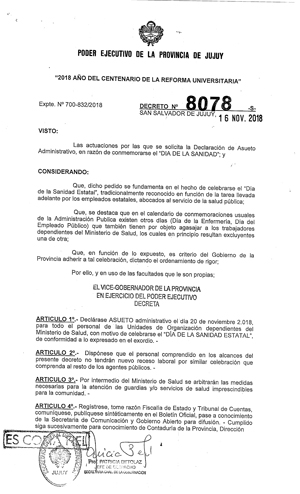 PODER EJECUTIVO DE LA PROVINCIA DE JUJUY
"2018 AÑO DEL CENTENARIO DE LA REFORMA UNIVERSITARIA"
Expte. Nº 700-832/2018
DECRETO Nº 8078 -S-
SAN SALVADOR DE JUJUY, 16 NOV. 2018
VISTO:
Las actuaciones por las que se solicita la Declaración de Asueto
Administrativo, en razón de conmemorarse el "DIA DE LA SANIDAD"; y
CONSIDERANDO:
Que, dicho pedido se fundamenta en el hecho de celebrarse el "Día
de la Sanidad Estatal", tradicionalmente reconocido en función de la tarea llevada
adelante por los empleados estatales, abocados al servicio de la salud pública;
Que, se destaca que en el calendario de conmemoraciones usuales
de la Administración Pública existen otros días (Día de la Enfermería, Día del
Empleado Público) que también tienen por objeto agasajar a los trabajadores
dependientes del Ministerio de Salud, los cuales en principio resultan excluyentes
una de otra;
Que, en función de lo expuesto, es criterio del Gobierno de la
Provincia adherir a tal celebración, dictando el ordenamiento de rigor;
Por ello, y en uso de las facultades que le son propias;
EL VICE-GOBERNADOR DE LA PROVINCIA
EN EJERCICIO DEL PODER EJECUTIVO
DECRETA
ARTICULO 1º.- Declárase ASUETO administrativo el día 20 de noviembre 2.018,
para todo el personal de las Unidades de Organización dependientes del
Ministerio de Salud, con motivo de celebrarse el "DIA DE LA SANIDAD ESTATAL",
de conformidad a lo expresado en el exordio. -
ARTICULO 2º.- Dispónese que el personal comprendido en los alcances del
presente decreto no tendrán nuevo receso laboral por similar celebración que
comprenda al resto de los agentes públicos. -
ARTICULO 3º.- Por intermedio del Ministerio de Salud se arbitrarán las medidas
necesarias para la atención de guardias y/o servicios de salud imprescindibles
para la comunidad. -
ARTICULO 4º.- Regístrese, tome razón Fiscalía de Estado y Tribunal de Cuentas,
comuníquese, publíquese sintéticamente en el Boletín Oficial, pase a conocimiento
de la Secretaría de Comunicación y Gobierno Abierto para difusión. - Cumplido
siga sucesivamente para conocimiento de Contaduría de la Provincia, Dirección
ES COPIA FIEL
JUJUY